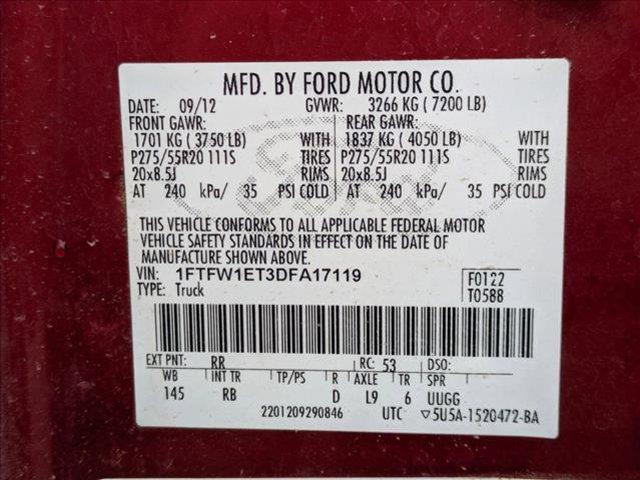 MFD. BY FORD MOTOR CO.
DATE: 09/12 GVWR: 3266 KG ( 7200 LB)
FRONT GAWR: REAR GAWR:
1701 KG ( 3750 LB) WITH 1837 KG ( 4050 LB) WITH
P275/55R20 111S TIRES P275/55R20 111S TIRES
20x8.5J RIMS 20x8.5J RIMS
AT 240 kPa/ 35 PSI COLD AT 240 kPa/ 35 PSI COLD
THIS VEHICLE CONFORMS TO ALL APPLICABLE FEDERAL MOTOR
VEHICLE SAFETY STANDARDS IN EFFECT ON THE DATE OF
MANUFACTURE SHOWN ABOVE.
VIN: 1FTFW1ET3DFA17119 F0122
TYPE: Truck T0588
EXT PNT: RR RC: 53 DSO:
WB INT TR TP/PS R AXLE TR SPR
145 RB D L9 6 UUGG
2201209290846 UTC ▽5U5A-1520472-BA